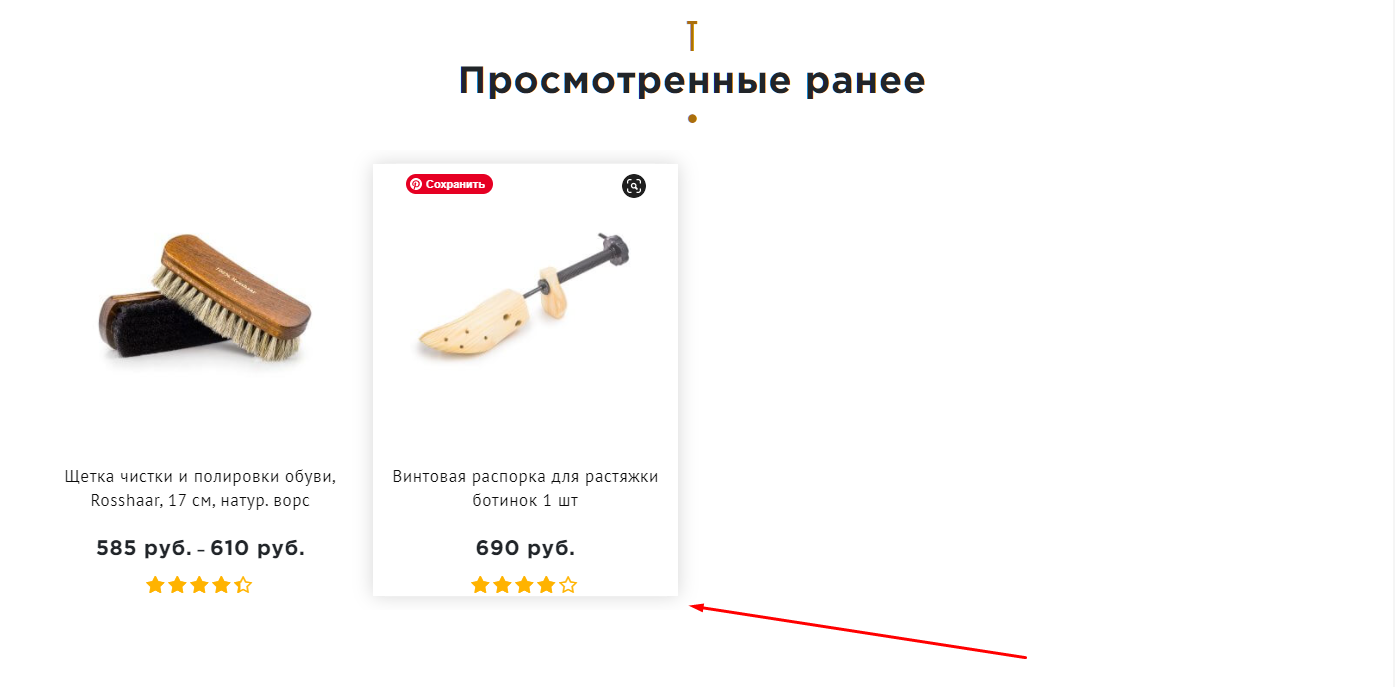 Просмотренные ранее
Сохранить
Щетка чистки и полировки обуви,
Rosshaar, 17 см, натур. ворс
585 руб. – 610 руб.
Винтовая распорка для растяжки
ботинок 1 шт
690 руб.